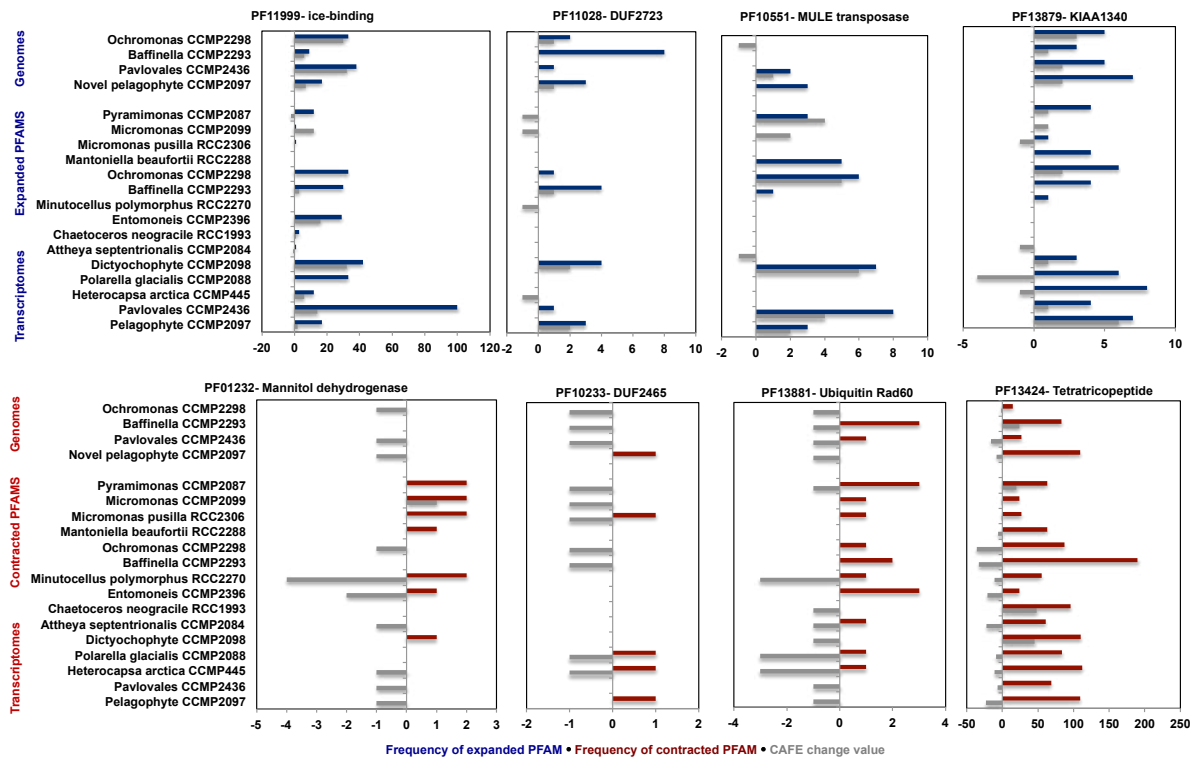 PF11999- ice-binding
PF11028- DUF2723
PF10551- MULE transposase
PF13879- KIAA1340
Genomes
Expanded PFAMS
Transcriptomes
Ochromonas CCMP2298
Baffinella CCMP2293
Pavlovales CCMP2436
Novel pelagophyte CCMP2097
Pyramimonas CCMP2087
Micromonas CCMP2099
Micromonas pusilla RCC2306
Mantoniella beaufortii RCC2288
Ochromonas CCMP2298
Baffinella CCMP2293
Minutocellus polymorphus RCC2270
Entomoneis CCMP2396
Chaetoceros neogracile RCC1993
Attheya septentrionalis CCMP2084
Dictyochophyte CCMP2098
Polarella glacialis CCMP2088
Heterocapsa arctica CCMP445
Pavlovales CCMP2436
Pelagophyte CCMP2097
-20 0 20 40 60 80 100 120
-2 0 2 4 6 8 10
-2 0 2 4 6 8 10
-5 0 5 10
PF01232- Mannitol dehydrogenase
PF10233- DUF2465
PF13881- Ubiquitin Rad60
PF13424- Tetratricopeptide
Genomes
Contracted PFAMS
Transcriptomes
Ochromonas CCMP2298
Baffinella CCMP2293
Pavlovales CCMP2436
Novel pelagophyte CCMP2097
Pyramimonas CCMP2087
Micromonas CCMP2099
Micromonas pusilla RCC2306
Mantoniella beaufortii RCC2288
Ochromonas CCMP2298
Baffinella CCMP2293
Minutocellus polymorphus RCC2270
Entomoneis CCMP2396
Chaetoceros neogracile RCC1993
Attheya septentrionalis CCMP2084
Dictyochophyte CCMP2098
Polarella glacialis CCMP2088
Heterocapsa arctica CCMP445
Pavlovales CCMP2436
Pelagophyte CCMP2097
-5 -4 -3 -2 -1 0 1 2 3
-2 -1 0 1 2
-4 -2 0 2 4
-50 0 50 100 150 200 250
Frequency of expanded PFAM • Frequency of contracted PFAM • CAFE change value